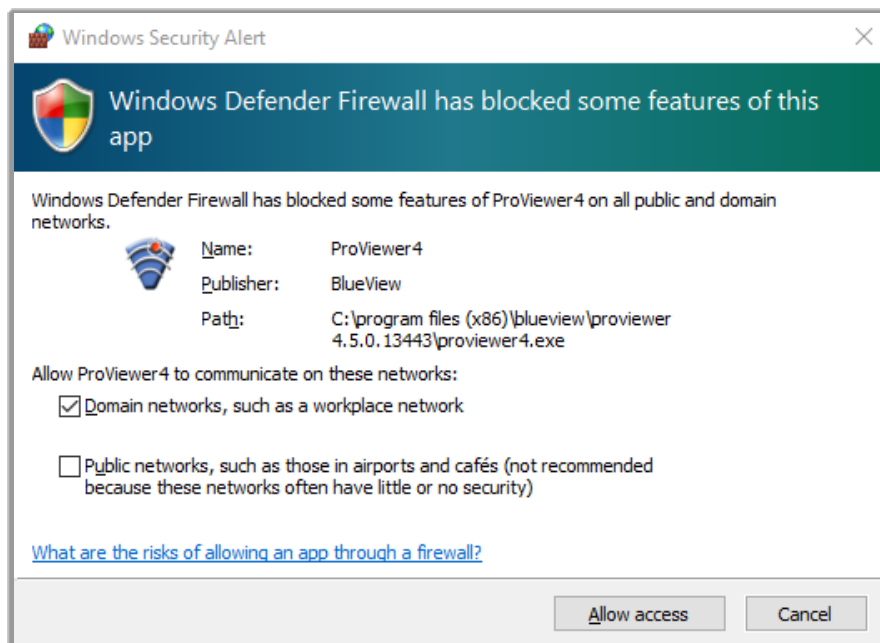 Windows Security Alert
Windows Defender Firewall has blocked some features of this
app
Windows Defender Firewall has blocked some features of ProViewer4 on all public and domain
networks.
Name: ProViewer4
Publisher: BlueView
Path: C:\program files (x86)\blueview\proviewer
4.5.0.13443\proviewer4.exe
Allow ProViewer4 to communicate on these networks:
Domain networks, such as a workplace network
Public networks, such as those in airports and cafés (not recommended
because these networks often have little or no security)
What are the risks of allowing an app through a firewall?
Allow access Cancel